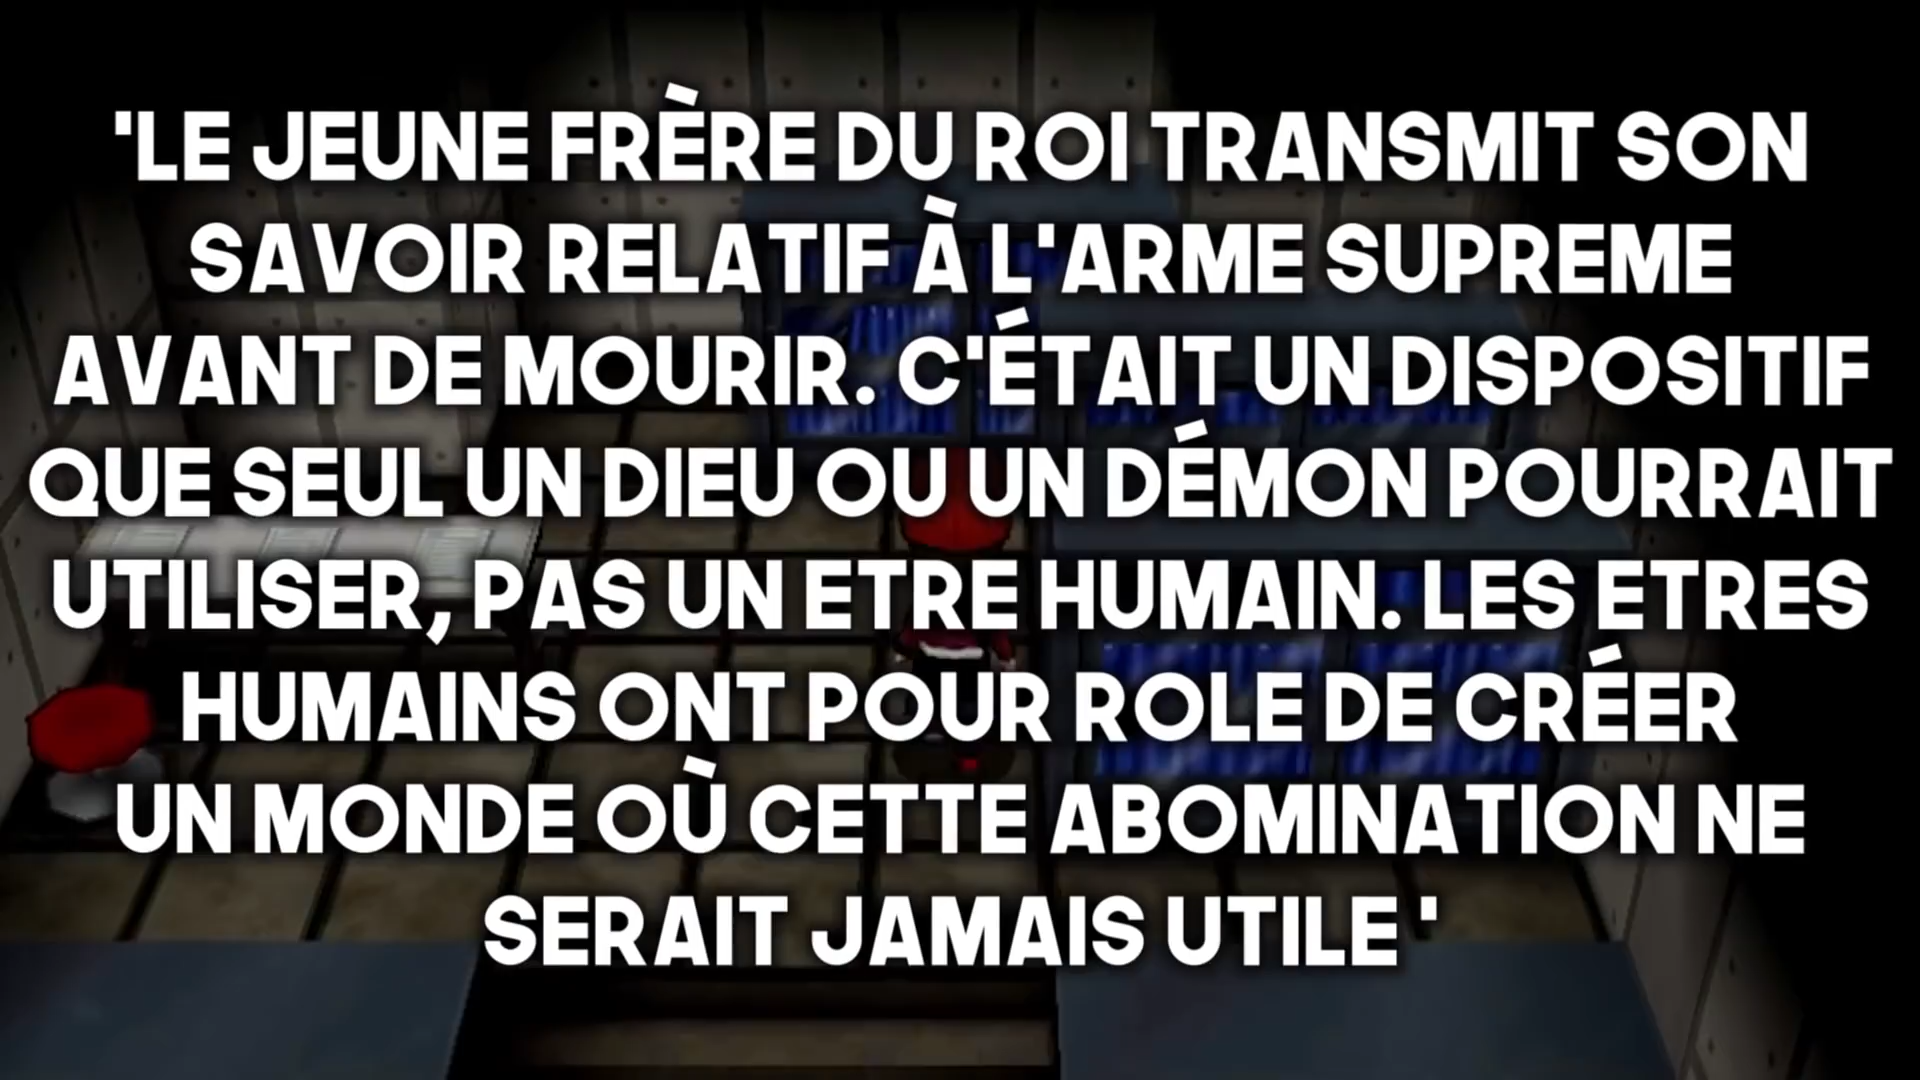 'LE JEUNE FRÈRE DU ROI TRANSMIT SON
SAVOIR RELATIF À L'ARME SUPREME
AVANT DE MOURIR. C'ÉTAIT UN DISPOSITIF
QUE SEUL UN DIEU OU UN DÉMON POURRAIT
UTILISER, PAS UN ETRE HUMAIN. LES ETRES
HUMAINS ONT POUR ROLE DE CRÉER
UN MONDE OÙ CETTE ABOMINATION NE
SERAIT JAMAIS UTILE '